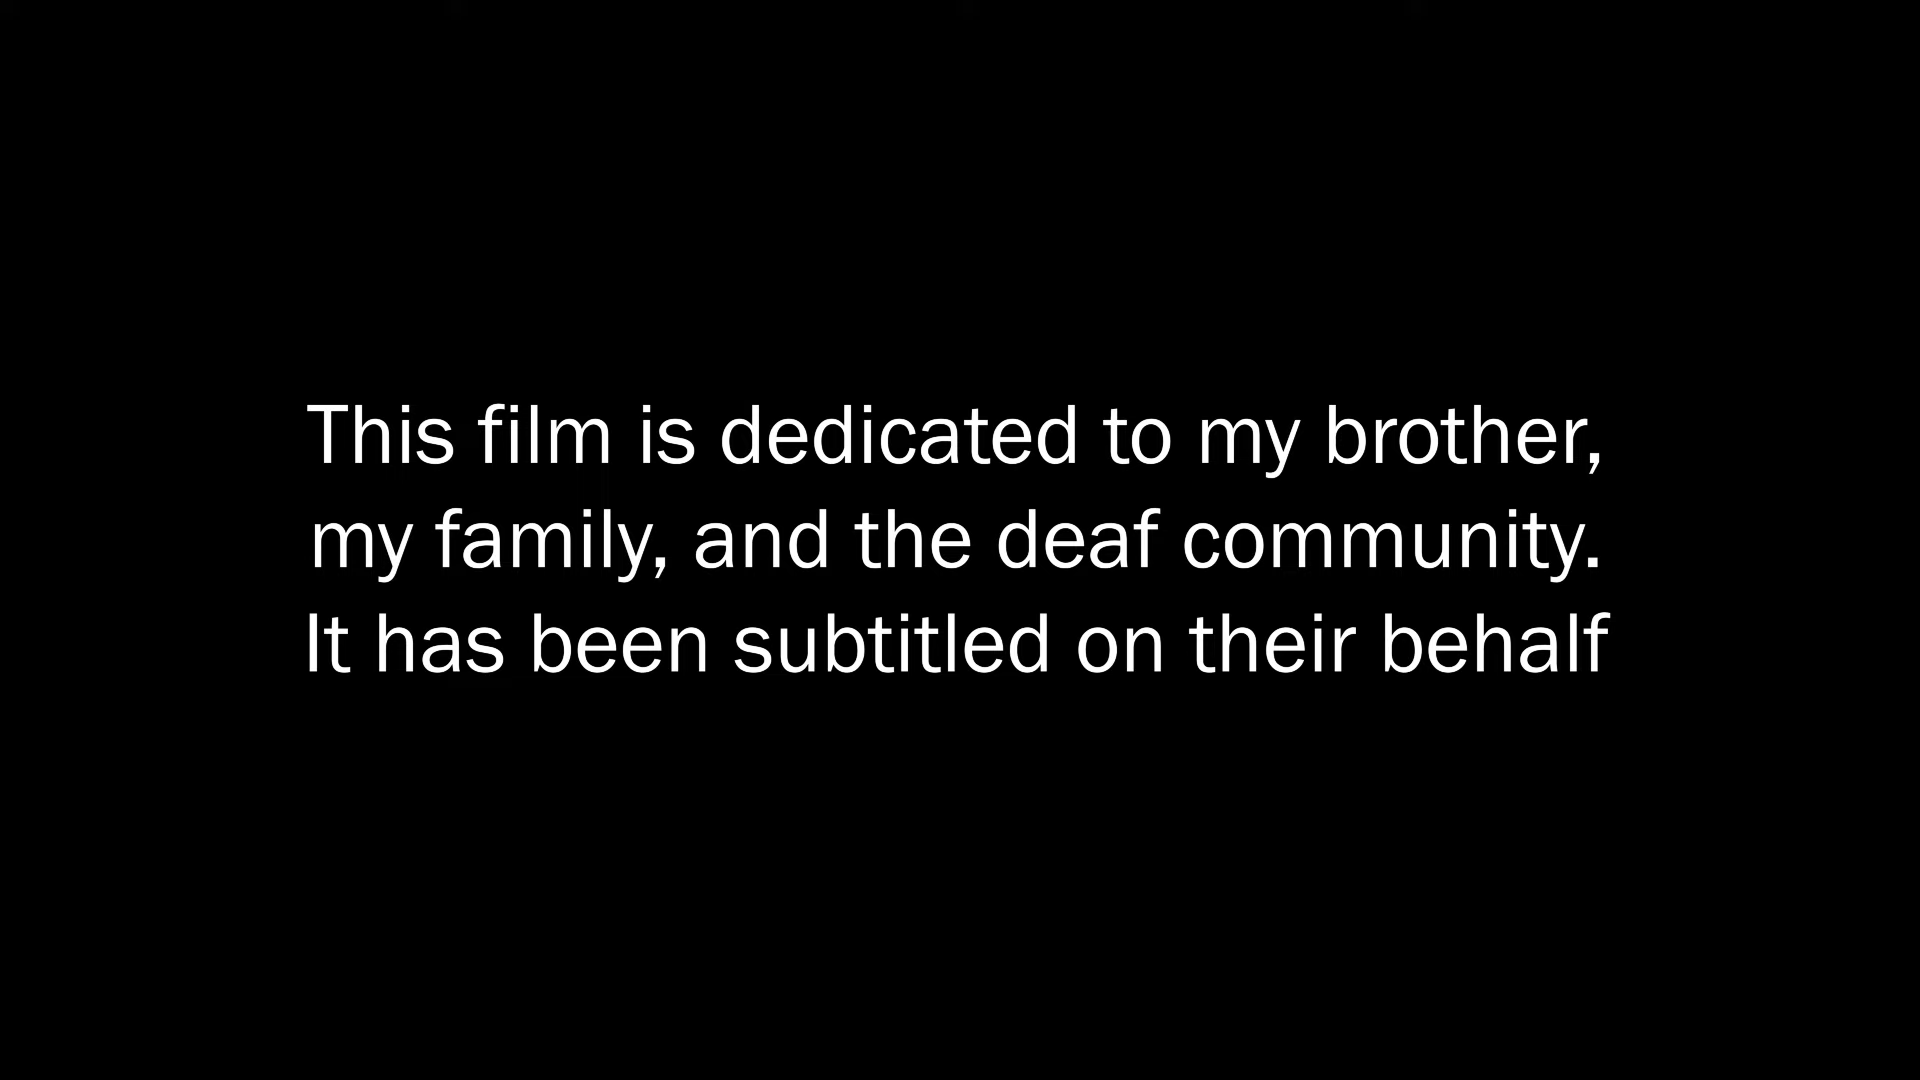 This film is dedicated to my brother,
my family, and the deaf community.
It has been subtitled on their behalf